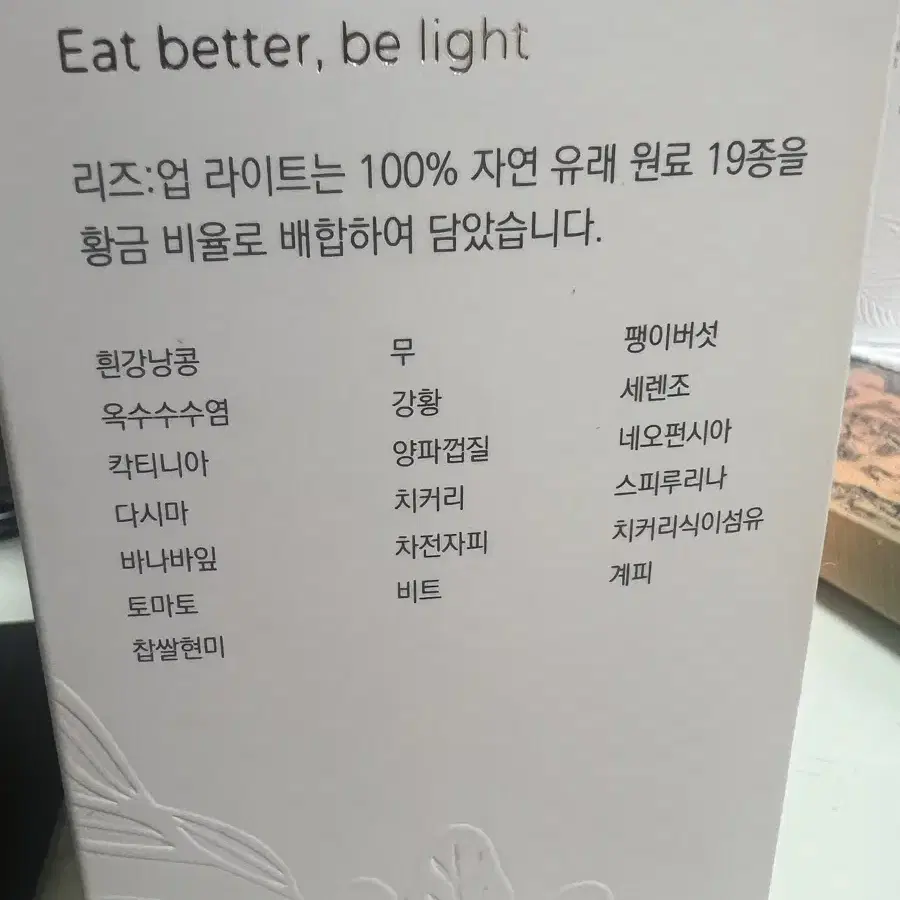 Eat better, be light
리즈:업 라이트는 100% 자연 유래 원료 19종을
황금 비율로 배합하여 담았습니다.
흰강낭콩
옥수수수염
칵티니아
다시마
바나바잎
토마토
찹쌀현미
무
강황
양파껍질
치커리
차전자피
비트
팽이버섯
세렌조
네오펀시아
스피루리나
치커리식이섬유
계피